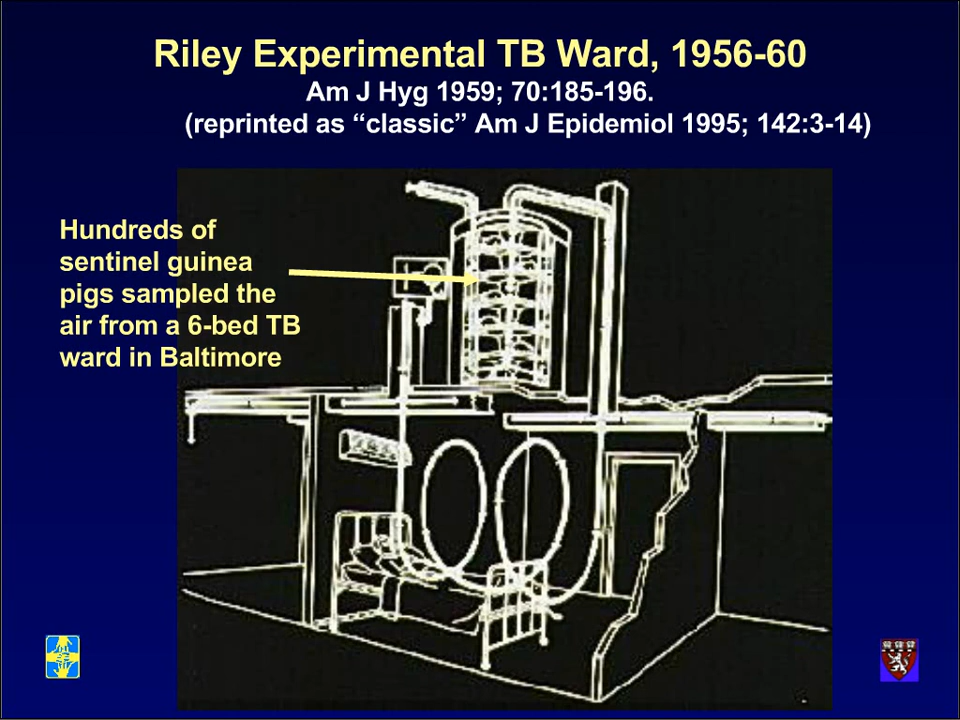 Riley Experimental TB Ward, 1956-60
Am J Hyg 1959; 70:185-196.
(reprinted as “classic” Am J Epidemiol 1995; 142:3-14)
Hundreds of
sentinel guinea
pigs sampled the
air from a 6-bed TB
ward in Baltimore